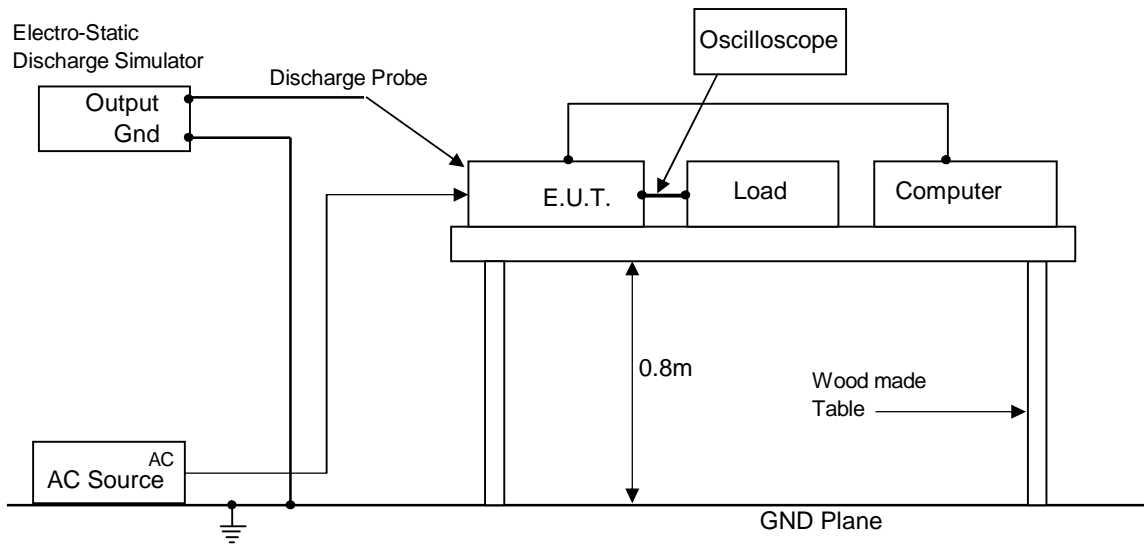 Electro-Static
Discharge Simulator
Output
Gnd
Discharge Probe
Oscilloscope
E.U.T.
Load
Computer
0.8m
Wood made
Table
AC
AC Source
GND Plane